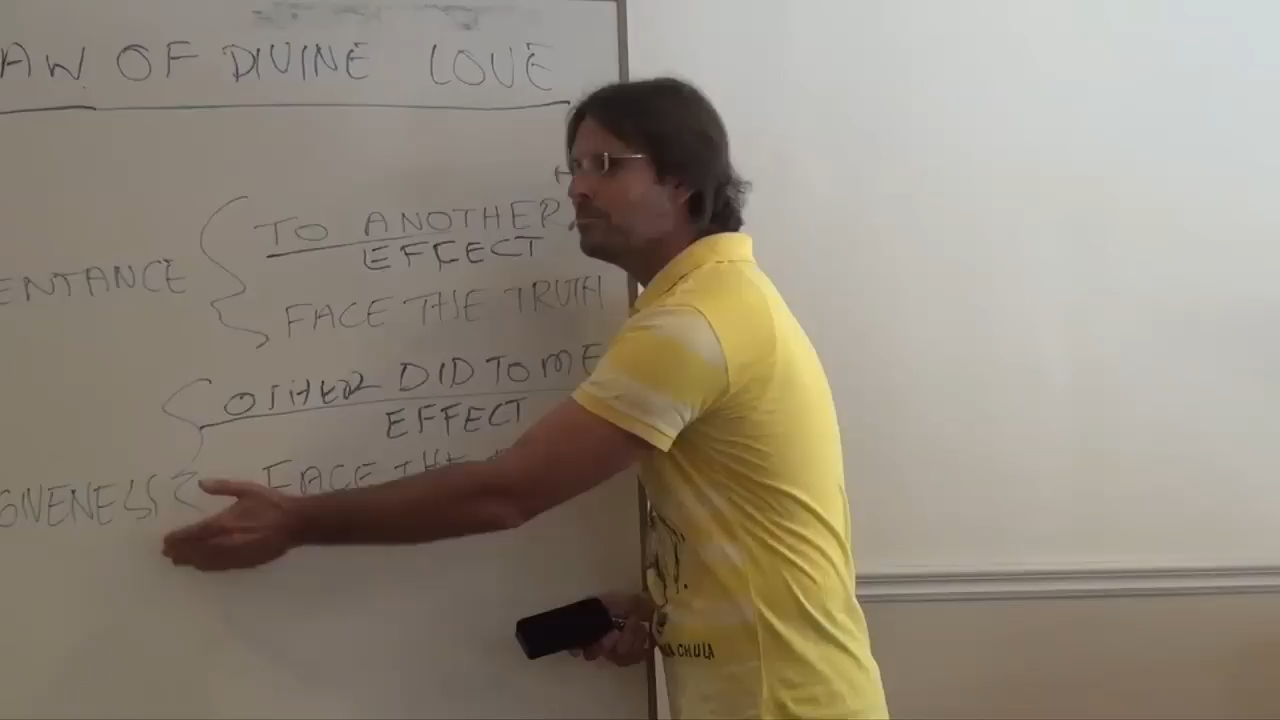 AW OF DIVINE LOVE
TO ANOTHER
EFFECT
ENTANCE
FACE THE TRUTH
OTHER DID TO ME
EFFECT
FACE THE
GIVENESS
CHULA